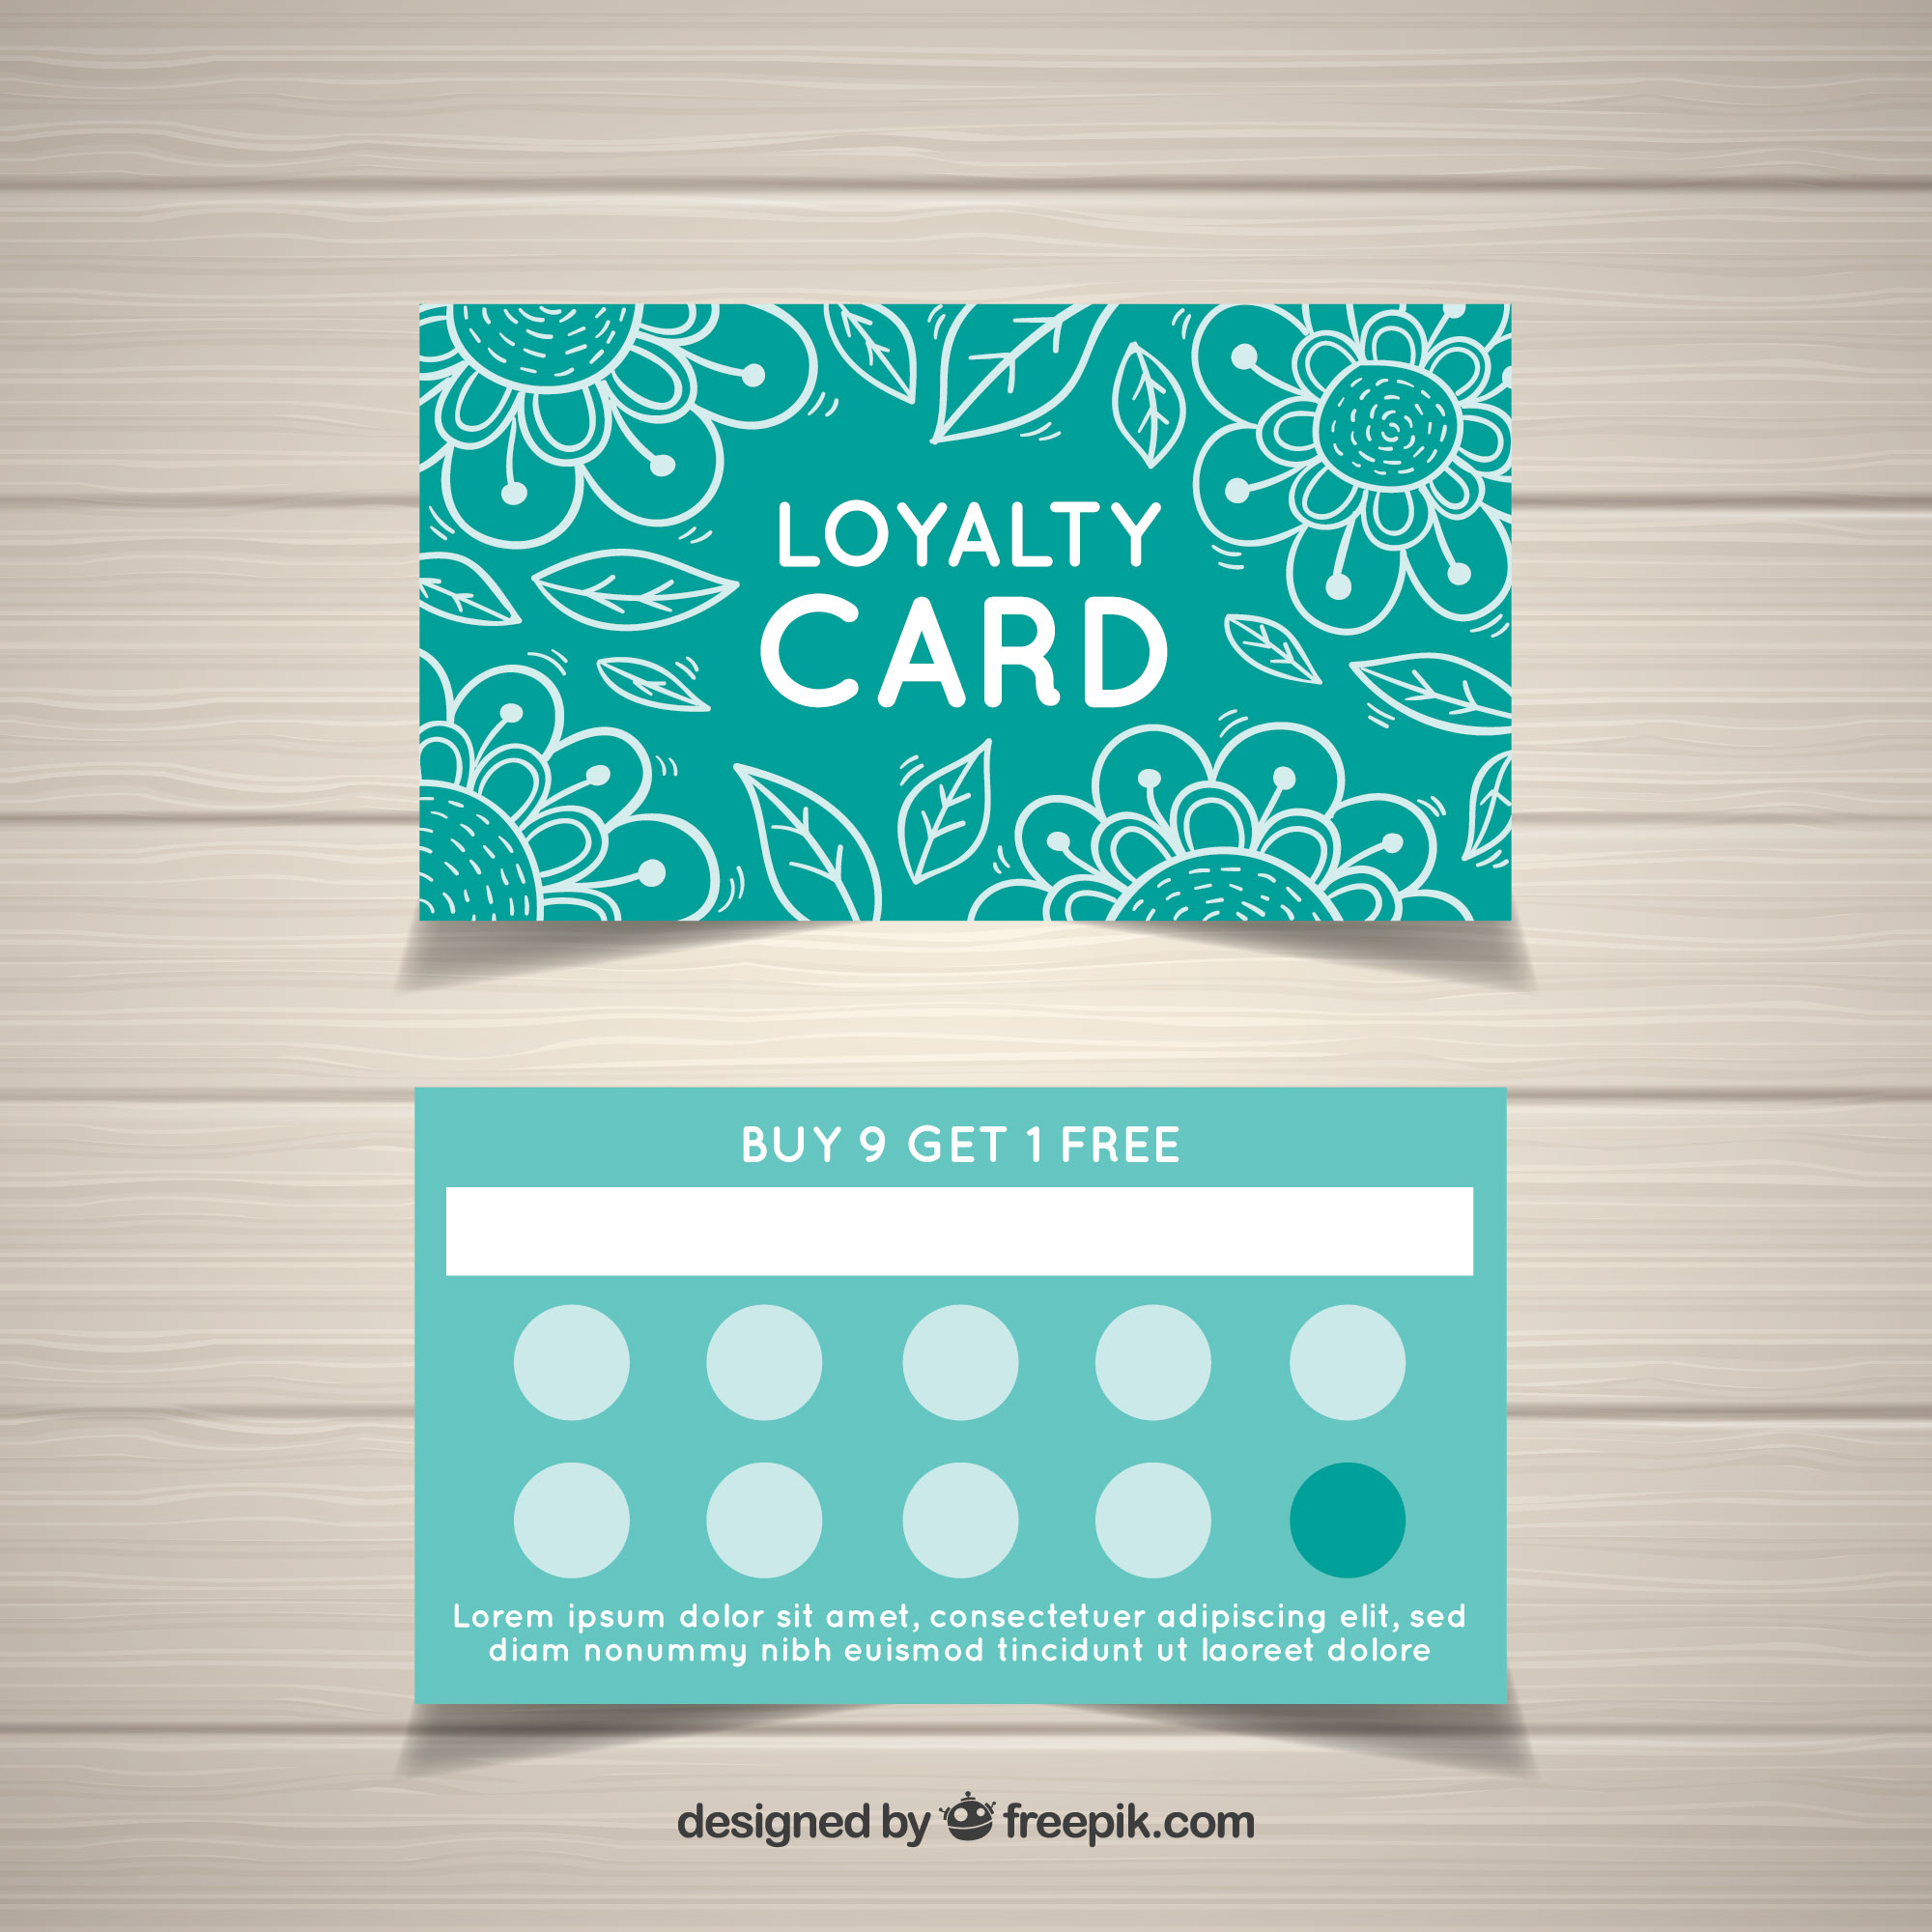 LOYALTY
CARD
BUY 9 GET 1 FREE
Lorem ipsum dolor sit amet, consectetuer adipiscing elit, sed
diam nonummy nibh euismod tincidunt ut laoreet dolore
designed by freepik.com